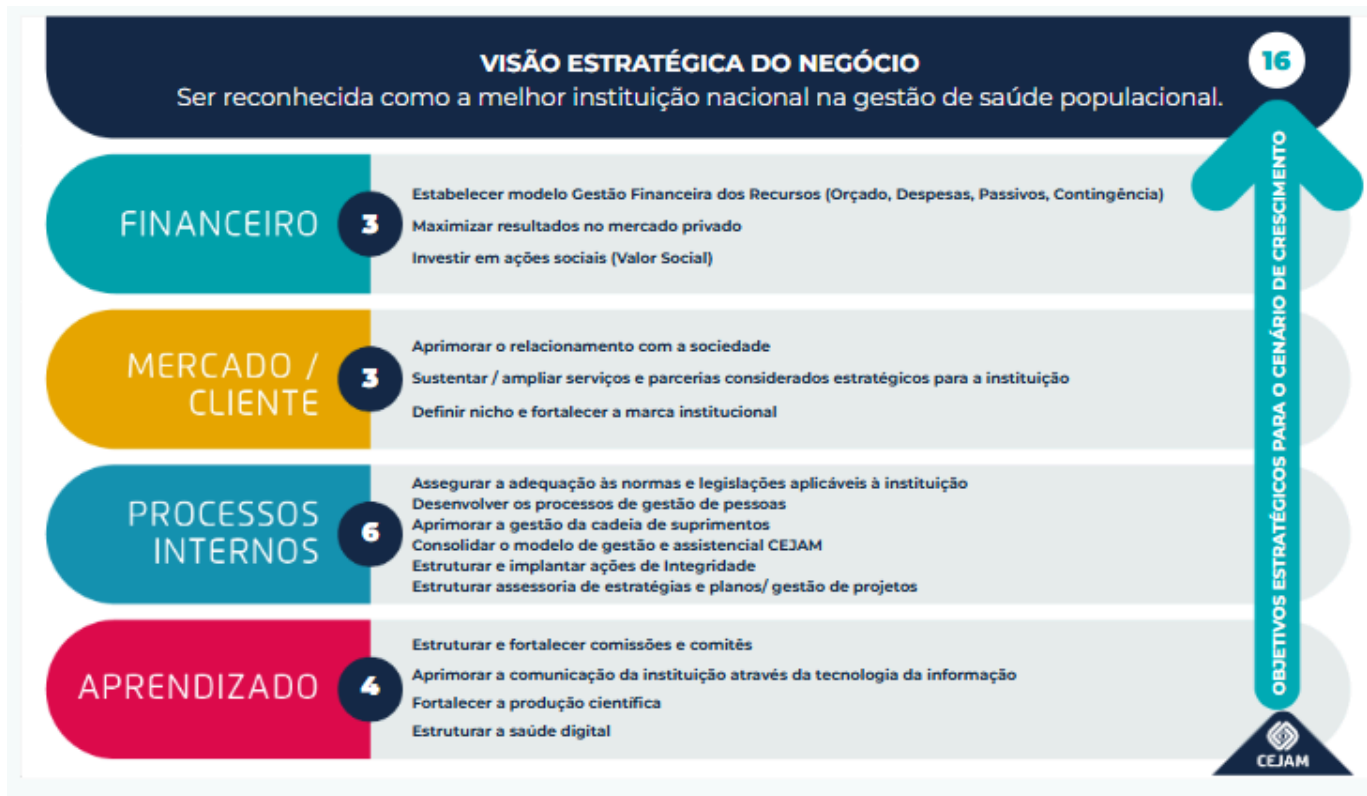 VISÃO ESTRATÉGICA DO NEGÓCIO
Ser reconhecida como a melhor instituição nacional na gestão de saúde populacional.
16
FINANCEIRO
3
Estabelecer modelo Gestão Financeira dos Recursos (Orçado, Despesas, Passivos, Contingência)
Maximizar resultados no mercado privado
Investir em ações sociais (Valor Social)
MERCADO /
CLIENTE
3
Aprimorar o relacionamento com a sociedade
Sustentar / ampliar serviços e parcerias considerados estratégicos para a instituição
Definir nicho e fortalecer a marca institucional
PROCESSOS
INTERNOS
6
Assegurar a adequação às normas e legislações aplicáveis à instituição
Desenvolver os processos de gestão de pessoas
Aprimorar a gestão da cadeia de suprimentos
Consolidar o modelo de gestão e assistencial CEJAM
Estruturar e implantar ações de Integridade
Estruturar assessoria de estratégias e planos/ gestão de projetos
APRENDIZADO
4
Estruturar e fortalecer comissões e comitês
Aprimorar a comunicação da instituição através da tecnologia da informação
Fortalecer a produção científica
Estruturar a saúde digital
OBJETIVOS ESTRATÉGICOS PARA O CENÁRIO DE CRESCIMENTO
CEJAM